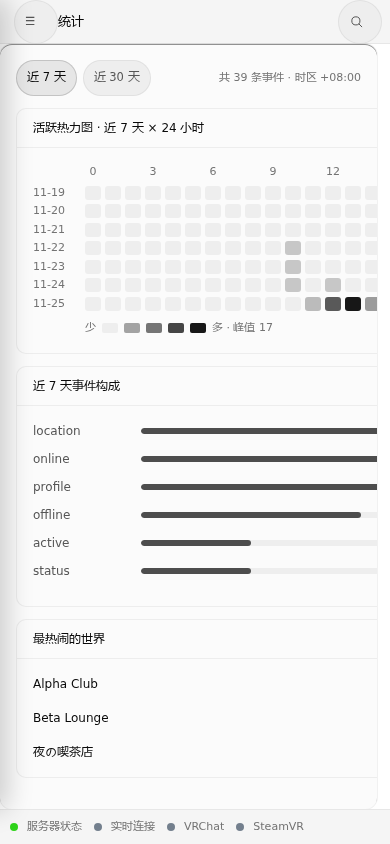 ☰ 统计
近 7 天 近 30 天 共 39 条事件 · 时区 +08:00
活跃热力图 · 近 7 天 × 24 小时
0 3 6 9 12
11-19
11-20
11-21
11-22
11-23
11-24
11-25
少 多 · 峰值 17
近 7 天事件构成
location
online
profile
offline
active
status
最热闹的世界
Alpha Club
Beta Lounge
夜の喫茶店
服务器状态 实时连接 VRChat SteamVR